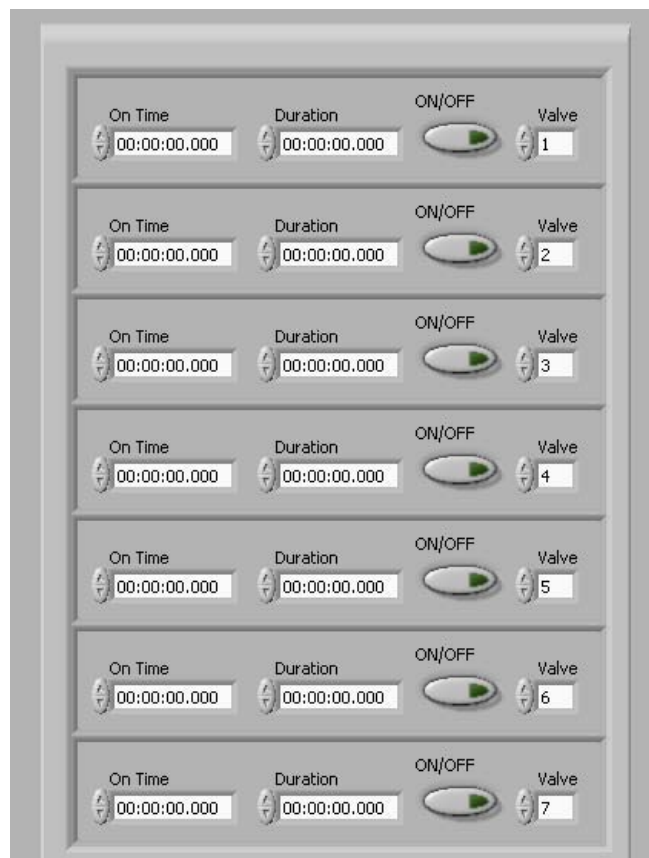 ON/OFF
On Time Duration Valve
00:00:00.000 00:00:00.000 1
ON/OFF
On Time Duration Valve
00:00:00.000 00:00:00.000 2
ON/OFF
On Time Duration Valve
00:00:00.000 00:00:00.000 3
ON/OFF
On Time Duration Valve
00:00:00.000 00:00:00.000 4
ON/OFF
On Time Duration Valve
00:00:00.000 00:00:00.000 5
ON/OFF
On Time Duration Valve
00:00:00.000 00:00:00.000 6
ON/OFF
On Time Duration Valve
00:00:00.000 00:00:00.000 7